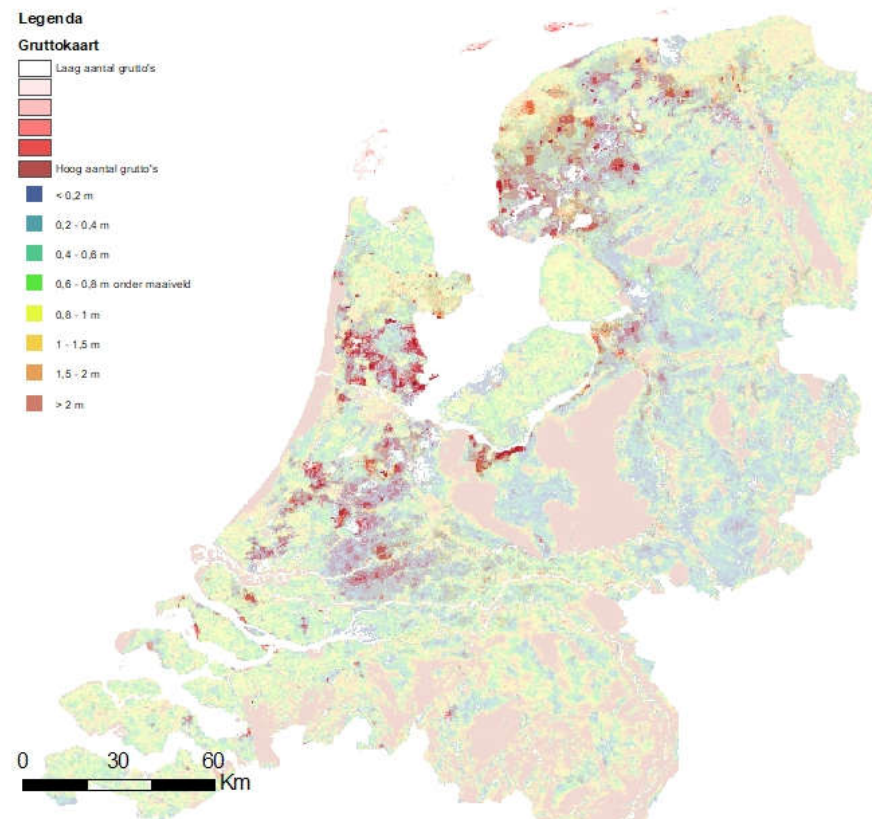 Legenda
Gruttokaart
Laag aantal grutto's
Hoog aantal grutto's
< 0,2 m
0,2 - 0,4 m
0,4 - 0,6 m
0,6 - 0,8 m onder maaiveld
0,8 - 1 m
1 - 1,5 m
1,5 - 2 m
> 2 m
0 30 60
Km